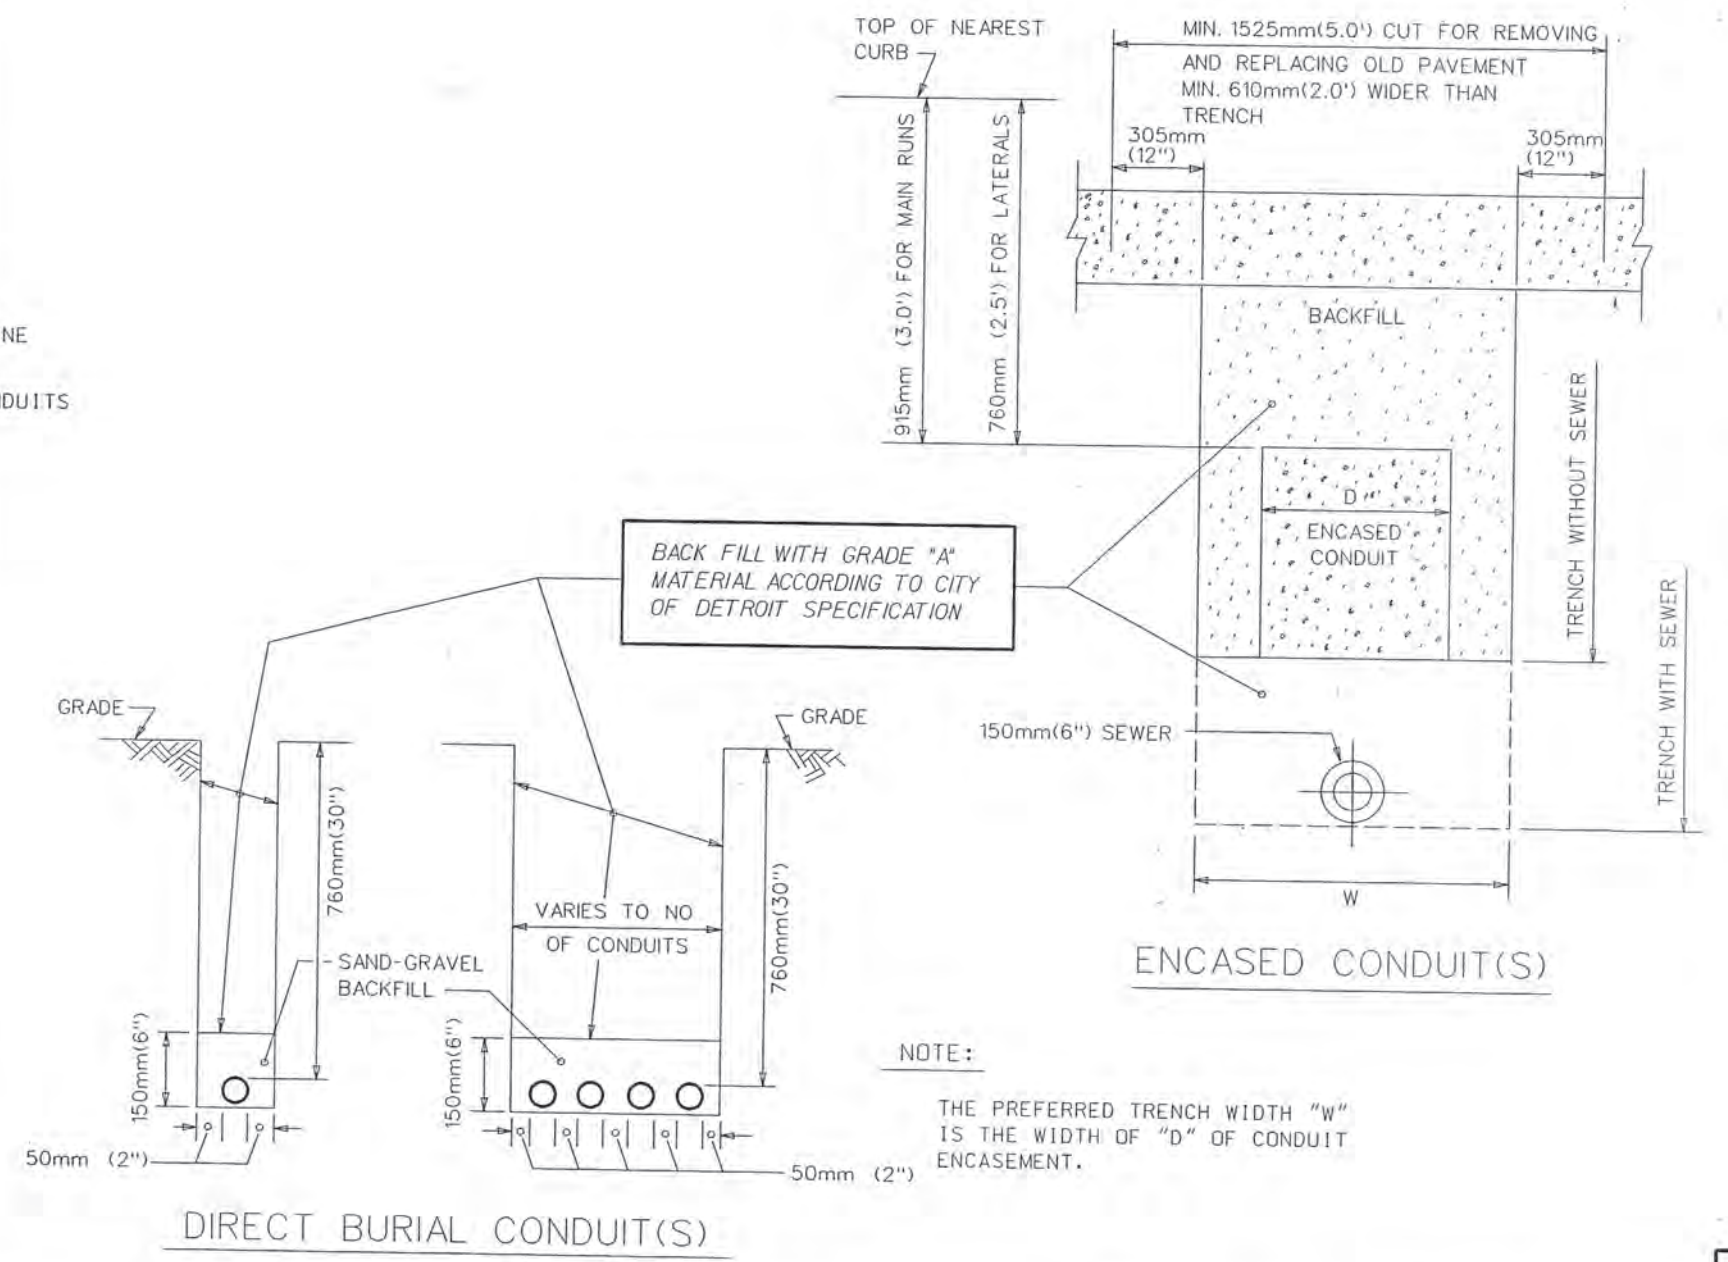 TOP OF NEAREST
CURB
MIN. 1525mm(5.0') CUT FOR REMOVING
AND REPLACING OLD PAVEMENT
MIN. 610mm(2.0') WIDER THAN
TRENCH
305mm
(12")
305mm
(12")
915mm (3.0') FOR MAIN RUNS
760mm (2.5') FOR LATERALS
BACKFILL
NE
NDUITS
TRENCH WITHOUT SEWER
D
ENCASED
CONDUIT
BACK FILL WITH GRADE "A"
MATERIAL ACCORDING TO CITY
OF DETROIT SPECIFICATION
TRENCH WITH SEWER
150mm(6") SEWER
W
ENCASED CONDUIT(S)
GRADE
GRADE
760mm(30")
760mm(30")
VARIES TO NO
OF CONDUITS
SAND-GRAVEL
BACKFILL
150mm(6")
150mm(6")
50mm (2")
50mm (2")
DIRECT BURIAL CONDUIT(S)
NOTE:
THE PREFERRED TRENCH WIDTH "W"
IS THE WIDTH OF "D" OF CONDUIT
ENCASEMENT.